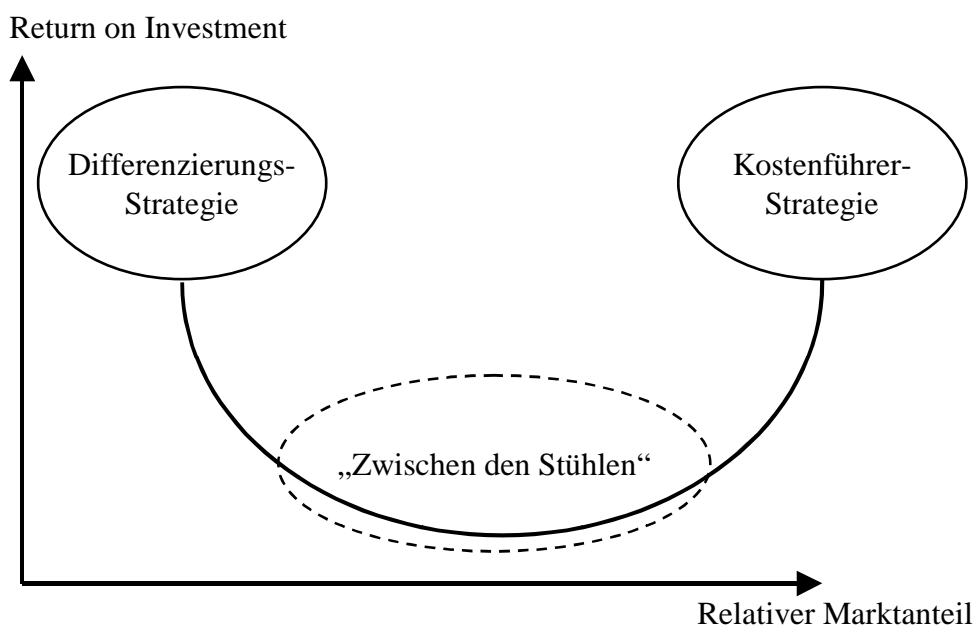 Return on Investment
Differenzierungs-
Strategie
Kostenführer-
Strategie
„Zwischen den Stühlen“
Relativer Marktanteil